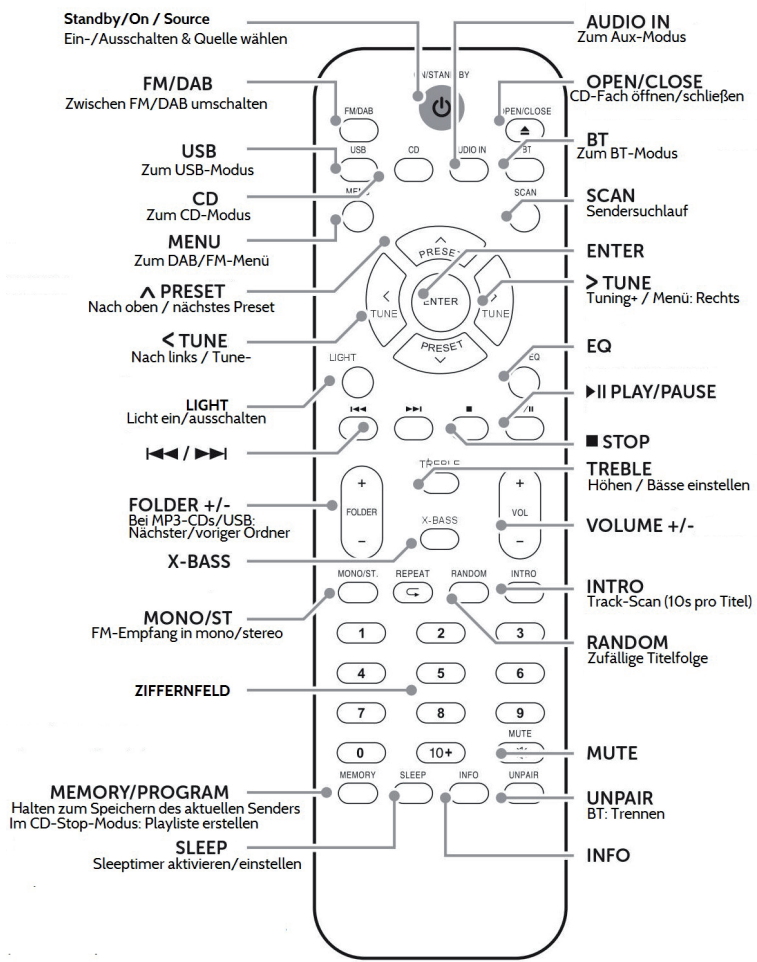 Standby/On / Source
Ein-/Ausschalten & Quelle wählen
FM/DAB
Zwischen FM/DAB umschalten
USB
Zum USB-Modus
CD
Zum CD-Modus
MENU
Zum DAB/FM-Menü
∧ PRESET
Nach oben / nächstes Preset
< TUNE
Nach links / Tune-
LIGHT
Licht ein/ausschalten
⏮ / ⏭
FOLDER +/-
Bei MP3-CDs/USB:
Nächster/voriger Ordner
X-BASS
MONO/ST
FM-Empfang in mono/stereo
ZIFFERNFELD
MEMORY/PROGRAM
Halten zum Speichern des aktuellen Senders
Im CD-Stop-Modus: Playliste erstellen
SLEEP
Sleeptimer aktivieren/einstellen
ON/STANDBY
FM/DAB
OPEN/CLOSE
USB
CD
AUDIO IN
BT
MENU
SCAN
PRESET
TUNE
ENTER
TUNE
PRESET
LIGHT
EQ
TREBLE
+
FOLDER
−
X-BASS
+
VOL
−
MONO/ST.
REPEAT
RANDOM
INTRO
1
2
3
4
5
6
7
8
9
0
10+
MUTE
MEMORY
SLEEP
INFO
UNPAIR
AUDIO IN
Zum Aux-Modus
OPEN/CLOSE
CD-Fach öffnen/schließen
BT
Zum BT-Modus
SCAN
Sendersuchlauf
ENTER
> TUNE
Tuning+ / Menü: Rechts
EQ
▶II PLAY/PAUSE
■ STOP
TREBLE
Höhen / Bässe einstellen
VOLUME +/-
INTRO
Track-Scan (10s pro Titel)
RANDOM
Zufällige Titelfolge
MUTE
UNPAIR
BT: Trennen
INFO